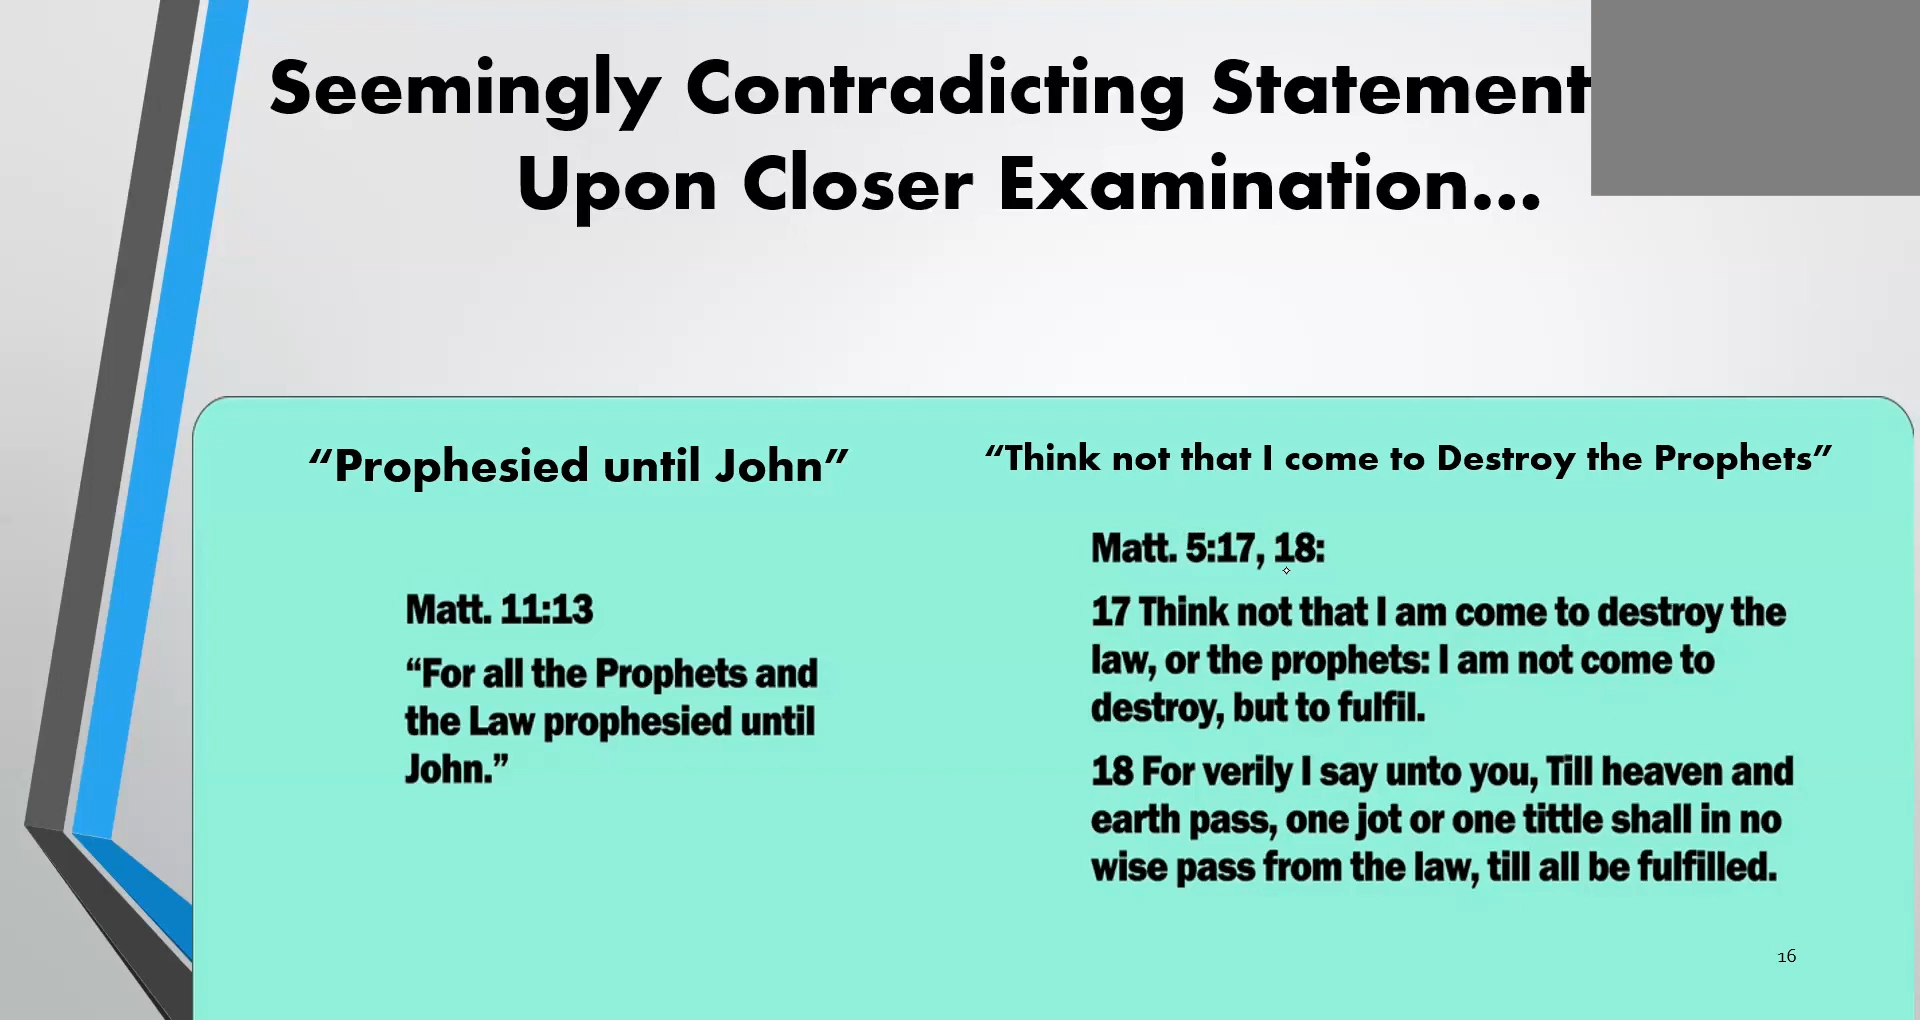 Seemingly Contradicting Statement
Upon Closer Examination...
“Prophesied until John”
“Think not that I come to Destroy the Prophets”
Matt. 11:13
“For all the Prophets and
the Law prophesied until
John.”
Matt. 5:17, 18:
17 Think not that I am come to destroy the
law, or the prophets: I am not come to
destroy, but to fulfil.
18 For verily I say unto you, Till heaven and
earth pass, one jot or one tittle shall in no
wise pass from the law, till all be fulfilled.
16